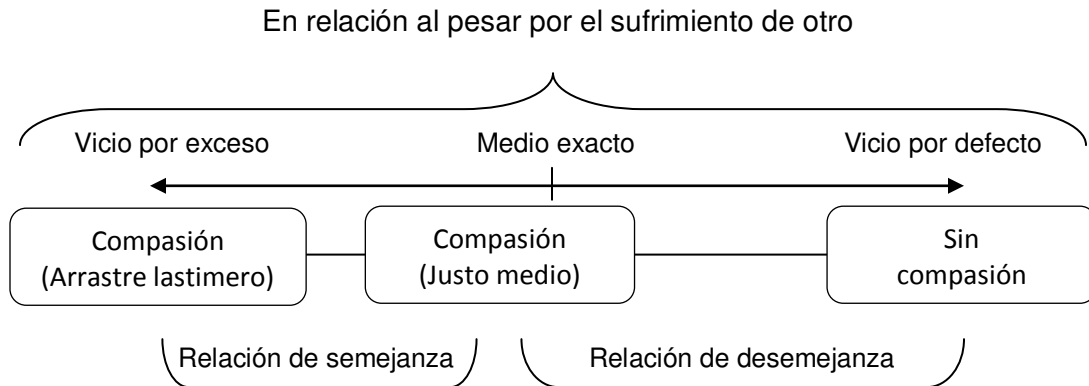 En relación al pesar por el sufrimiento de otro
Vicio por exceso
Medio exacto
Vicio por defecto
Compasión
(Arrastre lastimero)
Compasión
(Justo medio)
Sin
compasión
Relación de semejanza
Relación de desemejanza